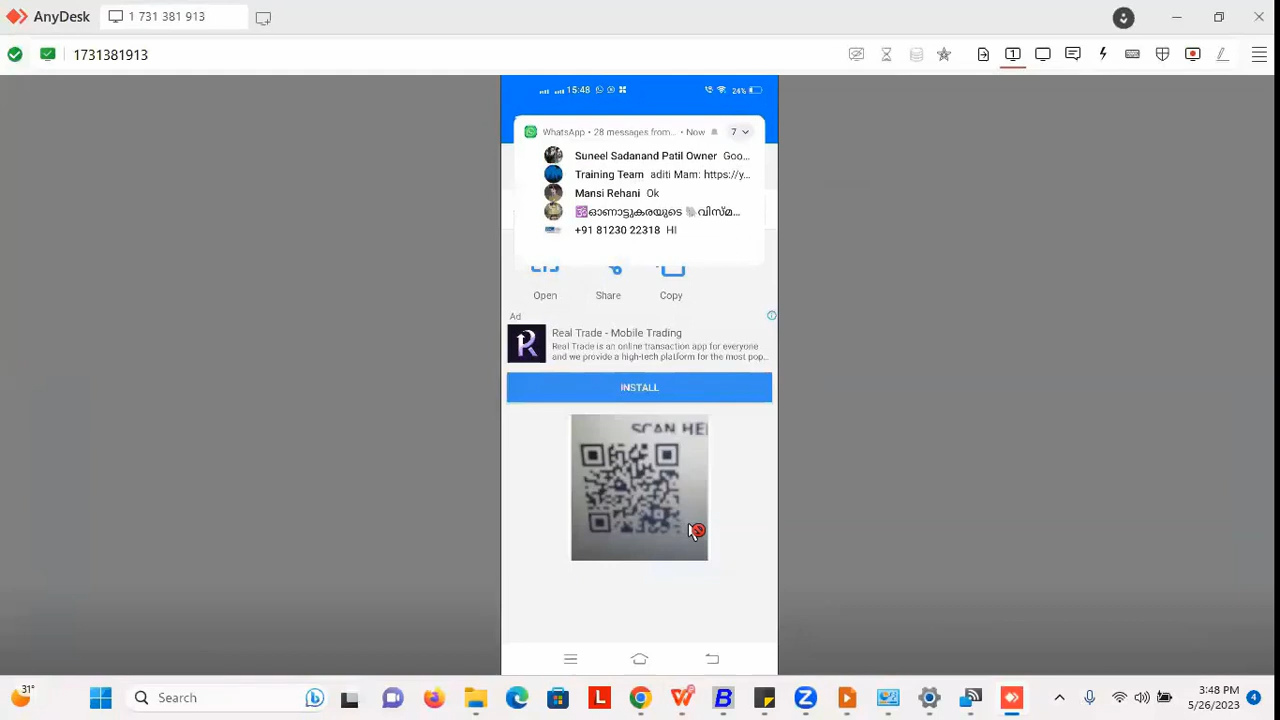 AnyDesk
1 731 381 913
1731381913
1
15:48
24%
WhatsApp • 28 messages from... • Now
7
Suneel Sadanand Patil Owner Goo...
Training Team aditi Mam: https://y...
Mansi Rehani Ok
🕉️ഓണാട്ടുകരയുടെ 🐘വിസ്മ...
+91 81230 22318 HI
Open
Share
Copy
Ad
Real Trade - Mobile Trading
Real Trade is an online transaction app for everyone
and we provide a high-tech platform for the most pop...
INSTALL
SCAN HE
31°
Search
L
W
B
Z
3:48 PM
5/26/2023
4